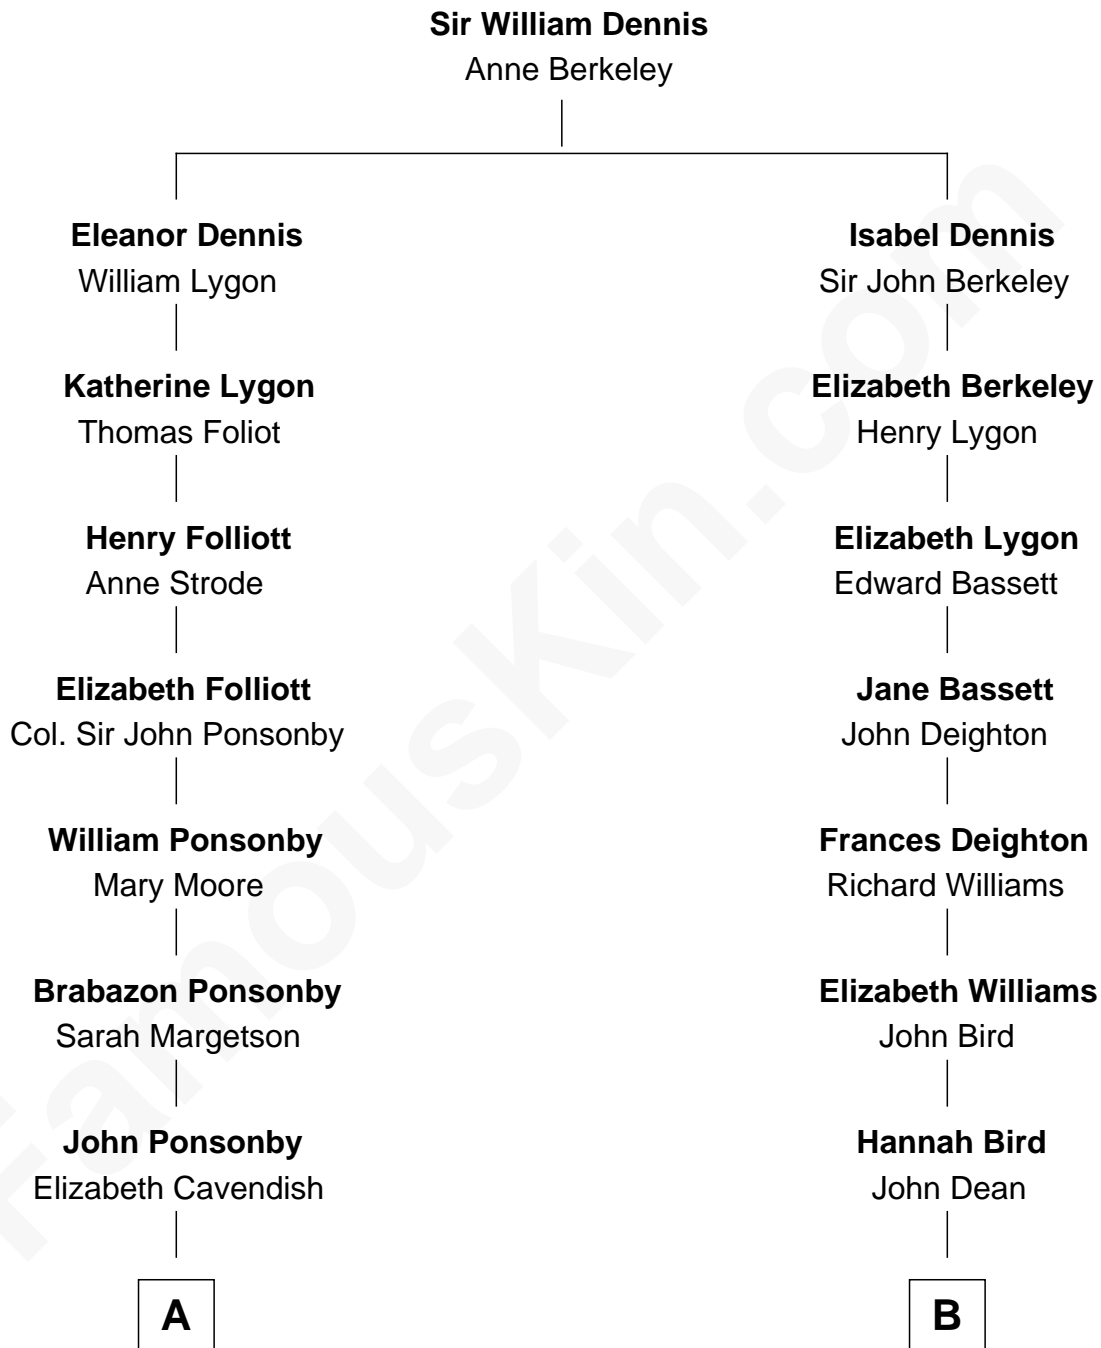 Sir William Dennis
Anne Berkeley
Eleanor Dennis
William Lygon
Isabel Dennis
Sir John Berkeley
Katherine Lygon
Thomas Foliot
Elizabeth Berkeley
Henry Lygon
Henry Folliott
Anne Strode
Elizabeth Lygon
Edward Bassett
Elizabeth Folliott
Col. Sir John Ponsonby
Jane Bassett
John Deighton
William Ponsonby
Mary Moore
Frances Deighton
Richard Williams
Brabazon Ponsonby
Sarah Margetson
Elizabeth Williams
John Bird
John Ponsonby
Elizabeth Cavendish
Hannah Bird
John Dean
A
B
FamousKin.com